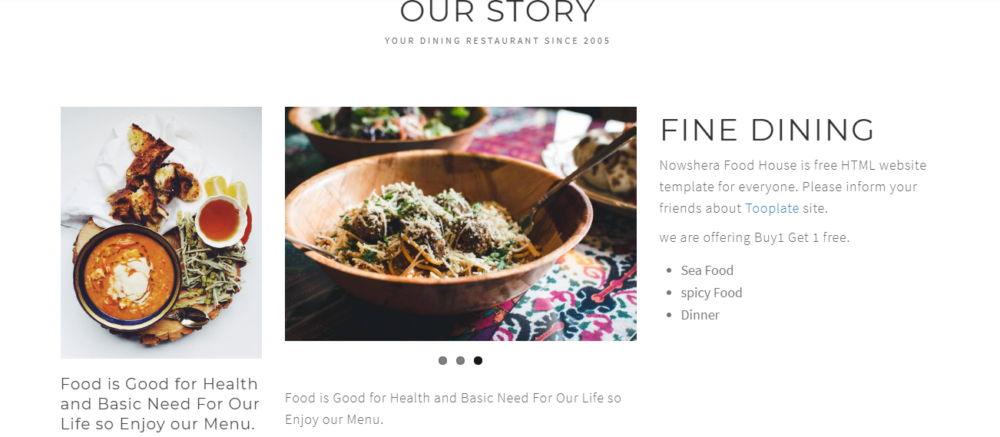 OUR STORY
YOUR DINING RESTAURANT SINCE 2005
Food is Good for Health
and Basic Need For Our
Life so Enjoy our Menu.
Food is Good for Health and Basic Need For Our Life so
Enjoy our Menu.
FINE DINING
Nowshera Food House is free HTML website
template for everyone. Please inform your
friends about Tooplate site.
we are offering Buy1 Get 1 free.
Sea Food
spicy Food
Dinner